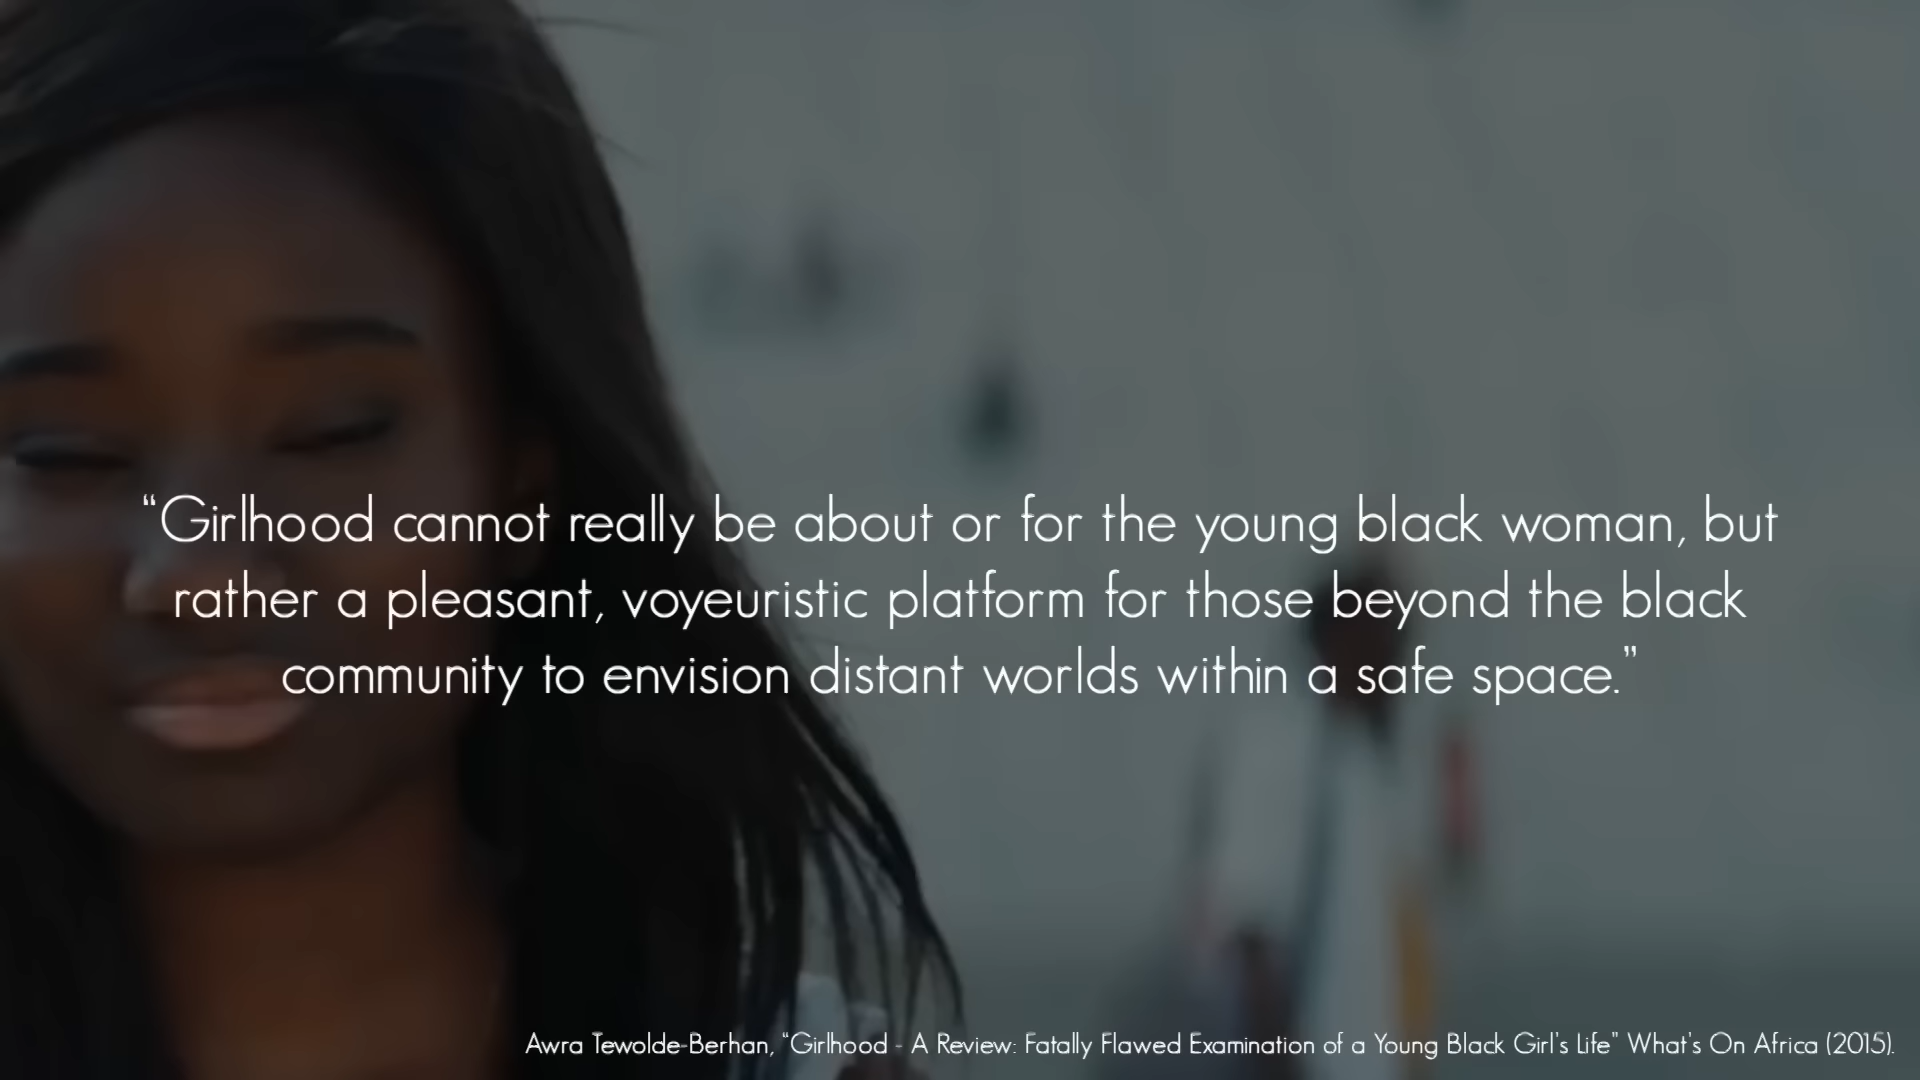 “Girlhood cannot really be about or for the young black woman, but
rather a pleasant, voyeuristic platform for those beyond the black
community to envision distant worlds within a safe space.”
Awra Tewolde-Berhan, “Girlhood - A Review: Fatally Flawed Examination of a Young Black Girl's Life” What's On Africa (2015).